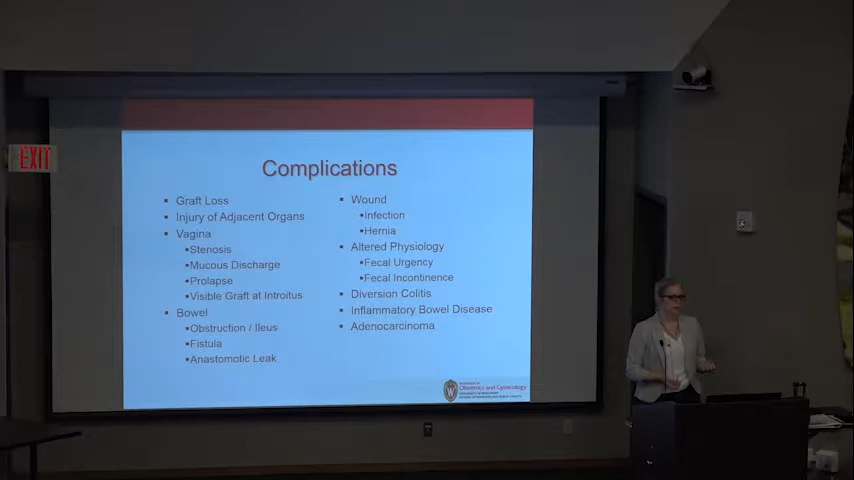 EXIT
Complications
Graft Loss
Injury of Adjacent Organs
Vagina
Stenosis
Mucous Discharge
Prolapse
Visible Graft at Introitus
Bowel
Obstruction / Ileus
Fistula
Anastomotic Leak
Wound
Infection
Hernia
Altered Physiology
Fecal Urgency
Fecal Incontinence
Diversion Colitis
Inflammatory Bowel Disease
Adenocarcinoma
W
Obstetrics and Gynecology